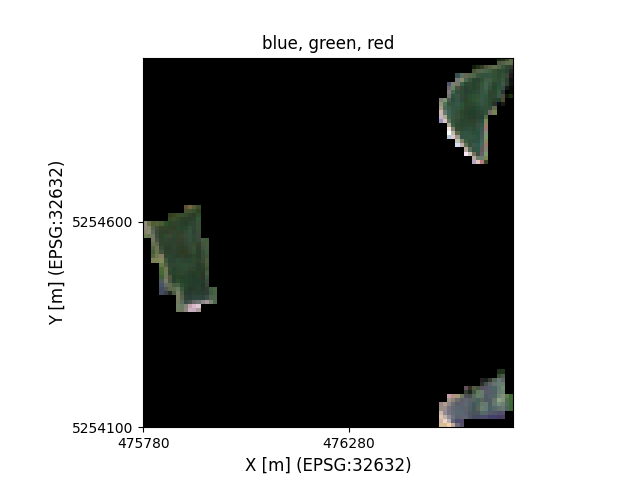 blue, green, red
Y [m] (EPSG:32632)
5254600
5254100
475780
476280
X [m] (EPSG:32632)